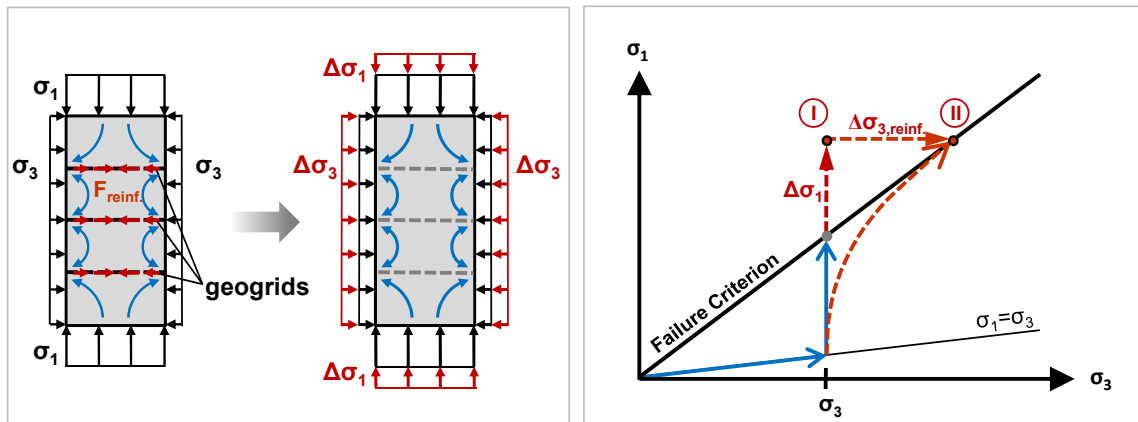 Δσ₁
σ₁
σ₃
σ₃
F reinf.
geogrids
σ₁
Δσ₃
Δσ₃
Δσ₁
σ₁
I
II
Δσ₃,reinf.
Δσ₁
Failure Criterion
σ₁=σ₃
σ₃
σ₃